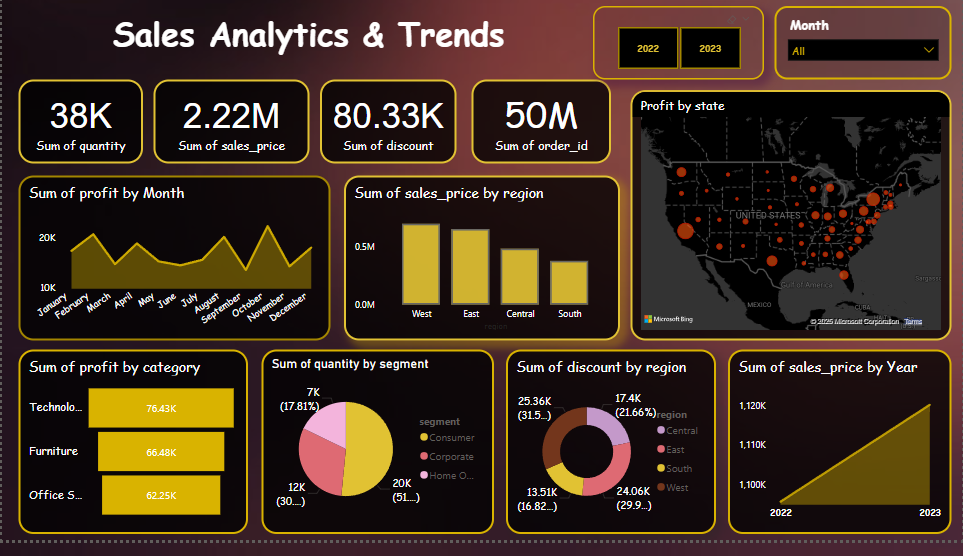 Sales Analytics & Trends
2022
2023
Month
All
38K
Sum of quantity
2.22M
Sum of sales_price
80.33K
Sum of discount
50M
Sum of order_id
Profit by state
UNITED STATES
Gulf of America
MEXICO
CUBA
Microsoft Bing
© 2025 Microsoft Corporation
Terms
Sum of profit by Month
20K
10K
January
February
March
April
May
June
July
August
September
October
November
December
Sum of sales_price by region
0.5M
0.0M
West
East
Central
South
region
Sum of profit by category
Technolo...
76.43K
Furniture
66.48K
Office S...
62.25K
Sum of quantity by segment
7K
(17.81%)
12K
(30....)
20K
(51....)
segment
Consumer
Corporate
Home O...
Sum of discount by region
25.36K
(31.5...)
17.4K
(21.66%)
13.51K
(16.82...)
24.06K
(29.9...)
region
Central
East
South
West
Sum of sales_price by Year
1,120K
1,110K
1,100K
2022
2023